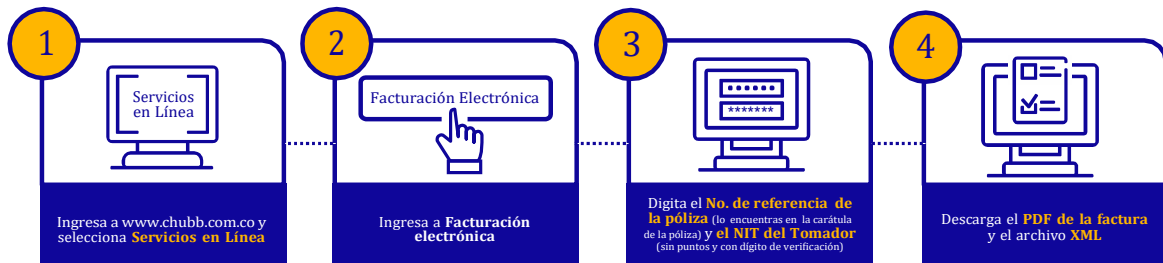 1
Servicios
en Línea
Ingresa a www.chubb.com.co y
selecciona Servicios en Línea
2
Facturación Electrónica
Ingresa a Facturación
electrónica
3
*******
Digita el No. de referencia de
la póliza (lo encuentras en la carátula
de la póliza) y el NIT del Tomador
(sin puntos y con dígito de verificación)
4
Descarga el PDF de la factura
y el archivo XML